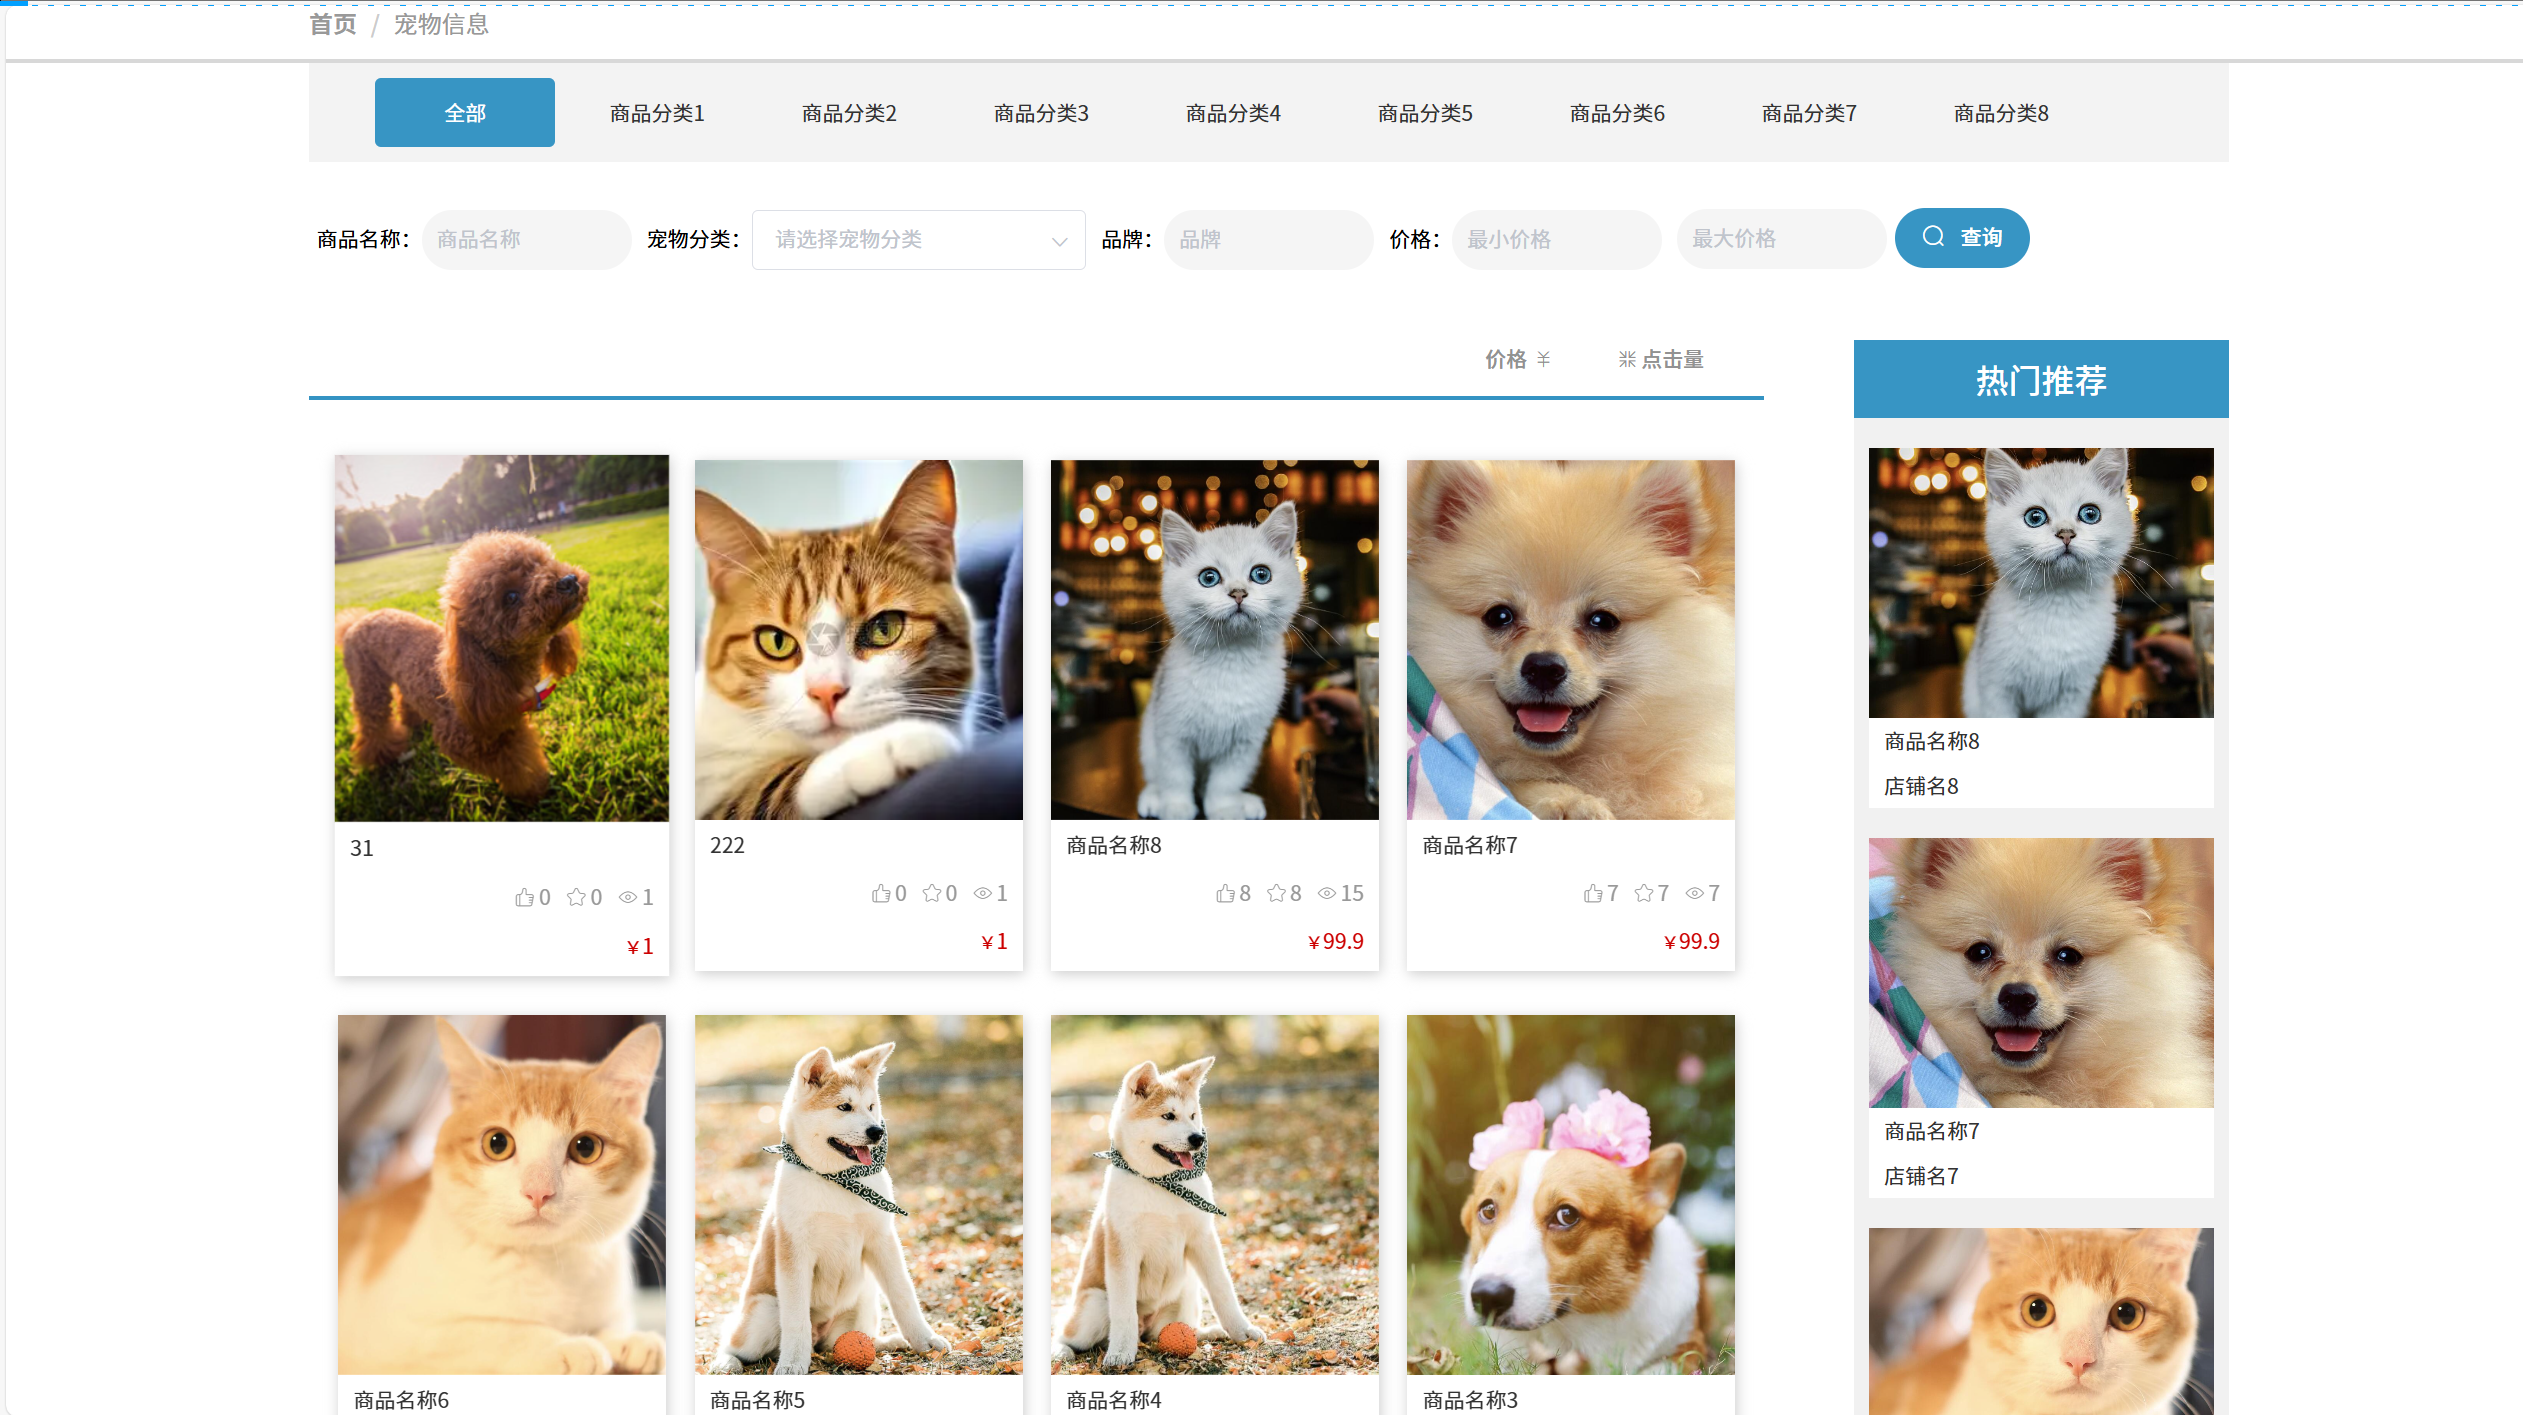 首页 / 宠物信息
全部 商品分类1 商品分类2 商品分类3 商品分类4 商品分类5 商品分类6 商品分类7 商品分类8
商品名称： 商品名称 宠物分类： 请选择宠物分类 品牌： 品牌 价格： 最小价格 最大价格 查询
价格 点击量
热门推荐
31
0 0 1
¥1
222
0 0 1
¥1
商品名称8
8 8 15
¥99.9
商品名称7
7 7 7
¥99.9
商品名称6
商品名称5
商品名称4
商品名称3
商品名称8
店铺名8
商品名称7
店铺名7